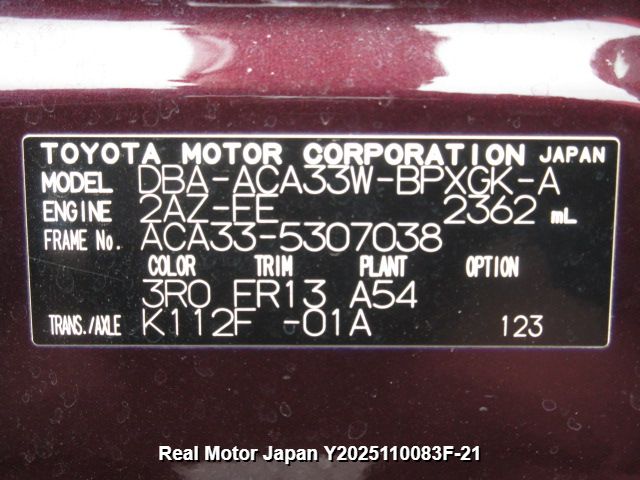 TOYOTA MOTOR CORPORATION JAPAN
MODEL DBA-ACA33W-BPXGK-A
ENGINE 2AZ-FE 2362 mL
FRAME No. ACA33-5307038
COLOR TRIM PLANT OPTION
3R0 FR13 A54
TRANS./AXLE K112F -01A 123
Real Motor Japan Y2025110083F-21